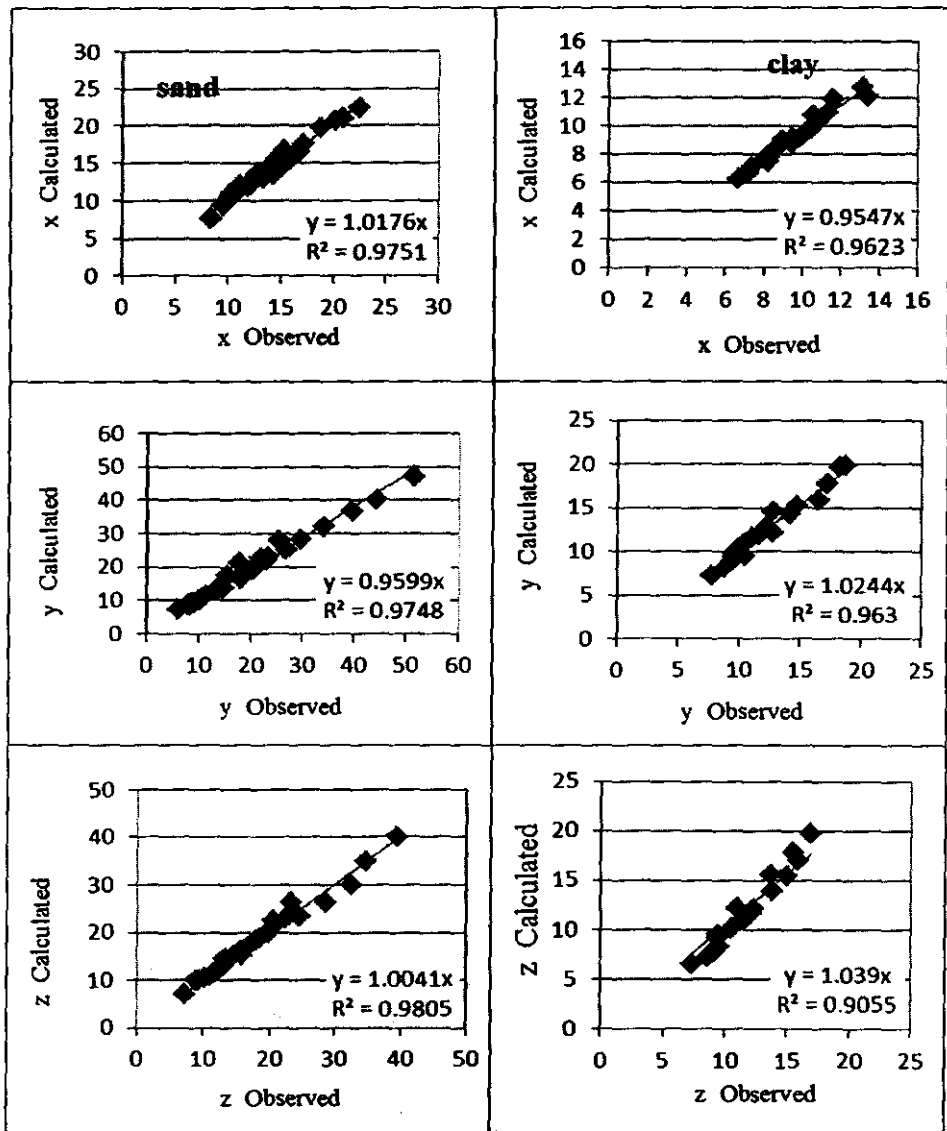 30
25
20
15
10
5
0
sand
y = 1.0176x
R² = 0.9751
0 5 10 15 20 25 30
x Calculated
x Observed
16
14
12
10
8
6
4
2
0
clay
y = 0.9547x
R² = 0.9623
0 2 4 6 8 10 12 14 16
x Calculated
x Observed
60
50
40
30
20
10
0
y = 0.9599x
R² = 0.9748
0 10 20 30 40 50 60
y Calculated
y Observed
25
20
15
10
5
0
y = 1.0244x
R² = 0.963
0 5 10 15 20 25
y Calculated
y Observed
50
40
30
20
10
0
y = 1.0041x
R² = 0.9805
0 10 20 30 40 50
z Calculated
z Observed
25
20
15
10
5
0
y = 1.039x
R² = 0.9055
0 5 10 15 20 25
z Calculated
z Observed